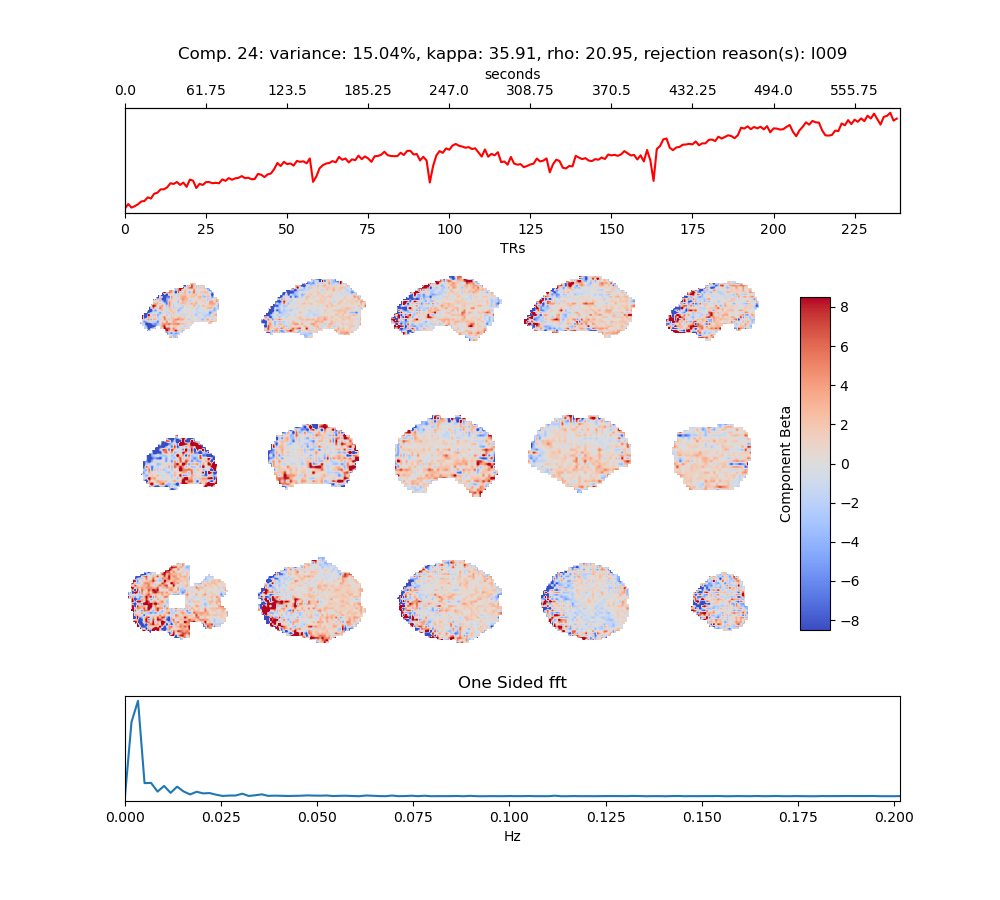 Comp. 24: variance: 15.04%, kappa: 35.91, rho: 20.95, rejection reason(s): I009
seconds
0.0 61.75 123.5 185.25 247.0 308.75 370.5 432.25 494.0 555.75
0 25 50 75 100 125 150 175 200 225
TRs
8
6
4
2
0
−2
−4
−6
−8
Component Beta
One Sided fft
0.000 0.025 0.050 0.075 0.100 0.125 0.150 0.175 0.200
Hz